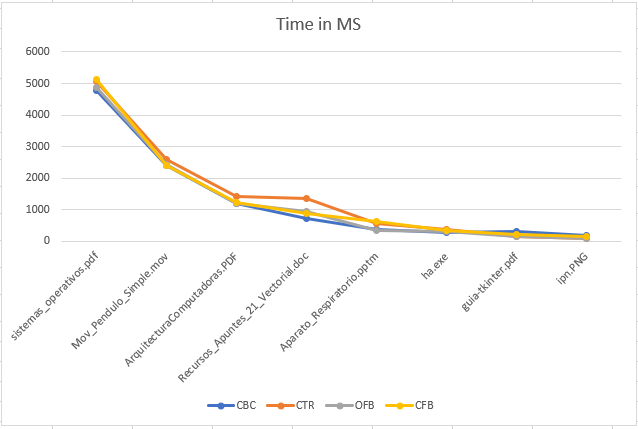 Time in MS
6000
5000
4000
3000
2000
1000
0
sistemas_operativos.pdf
Mov_Pendulo_Simple.mov
ArquitecturaComputadoras.PDF
Recursos_Apuntes_21_Vectorial.doc
Aparato_Respiratorio.pptm
ha.exe
guia-tkinter.pdf
ipn.PNG
CBC CTR OFB CFB